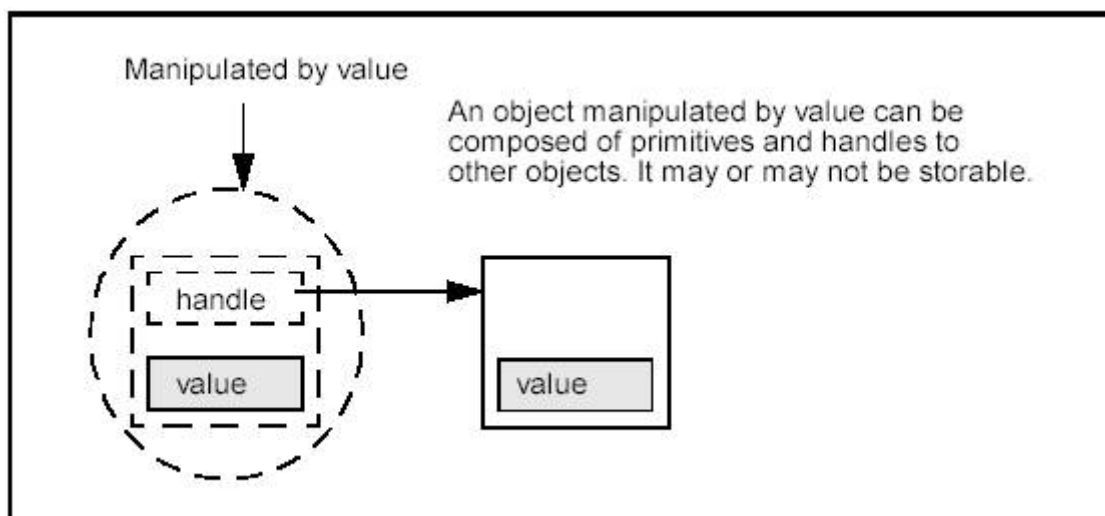 Manipulated by value
An object manipulated by value can be
composed of primitives and handles to
other objects. It may or may not be storable.
handle
value
value